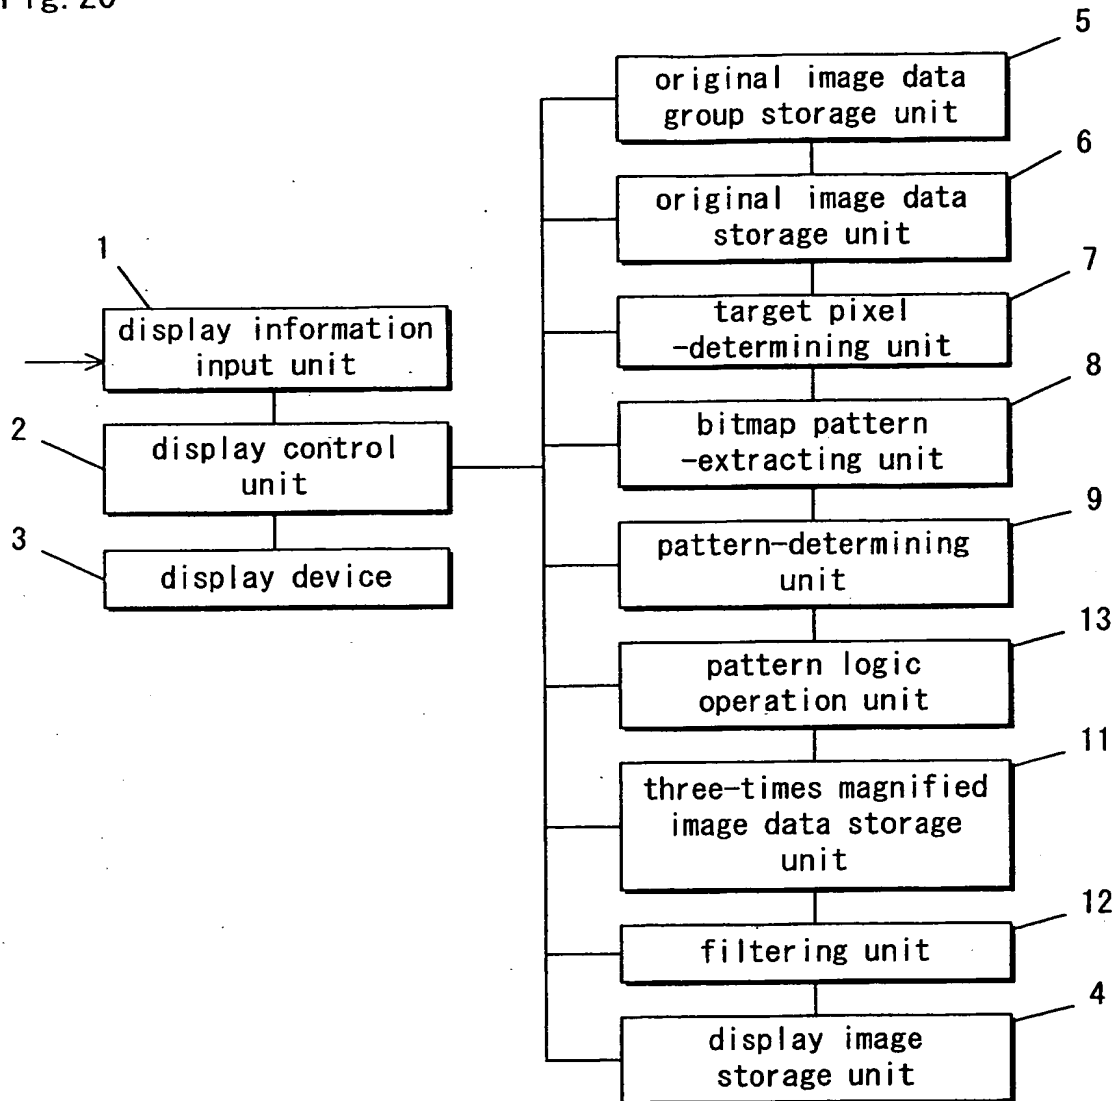 Fig. 20
5
original image data
group storage unit
6
original image data
storage unit
7
target pixel
-determining unit
8
bitmap pattern
-extracting unit
9
pattern-determining
unit
13
pattern logic
operation unit
11
three-times magnified
image data storage
unit
12
filtering unit
4
display image
storage unit
1
display information
input unit
2
display control
unit
3
display device